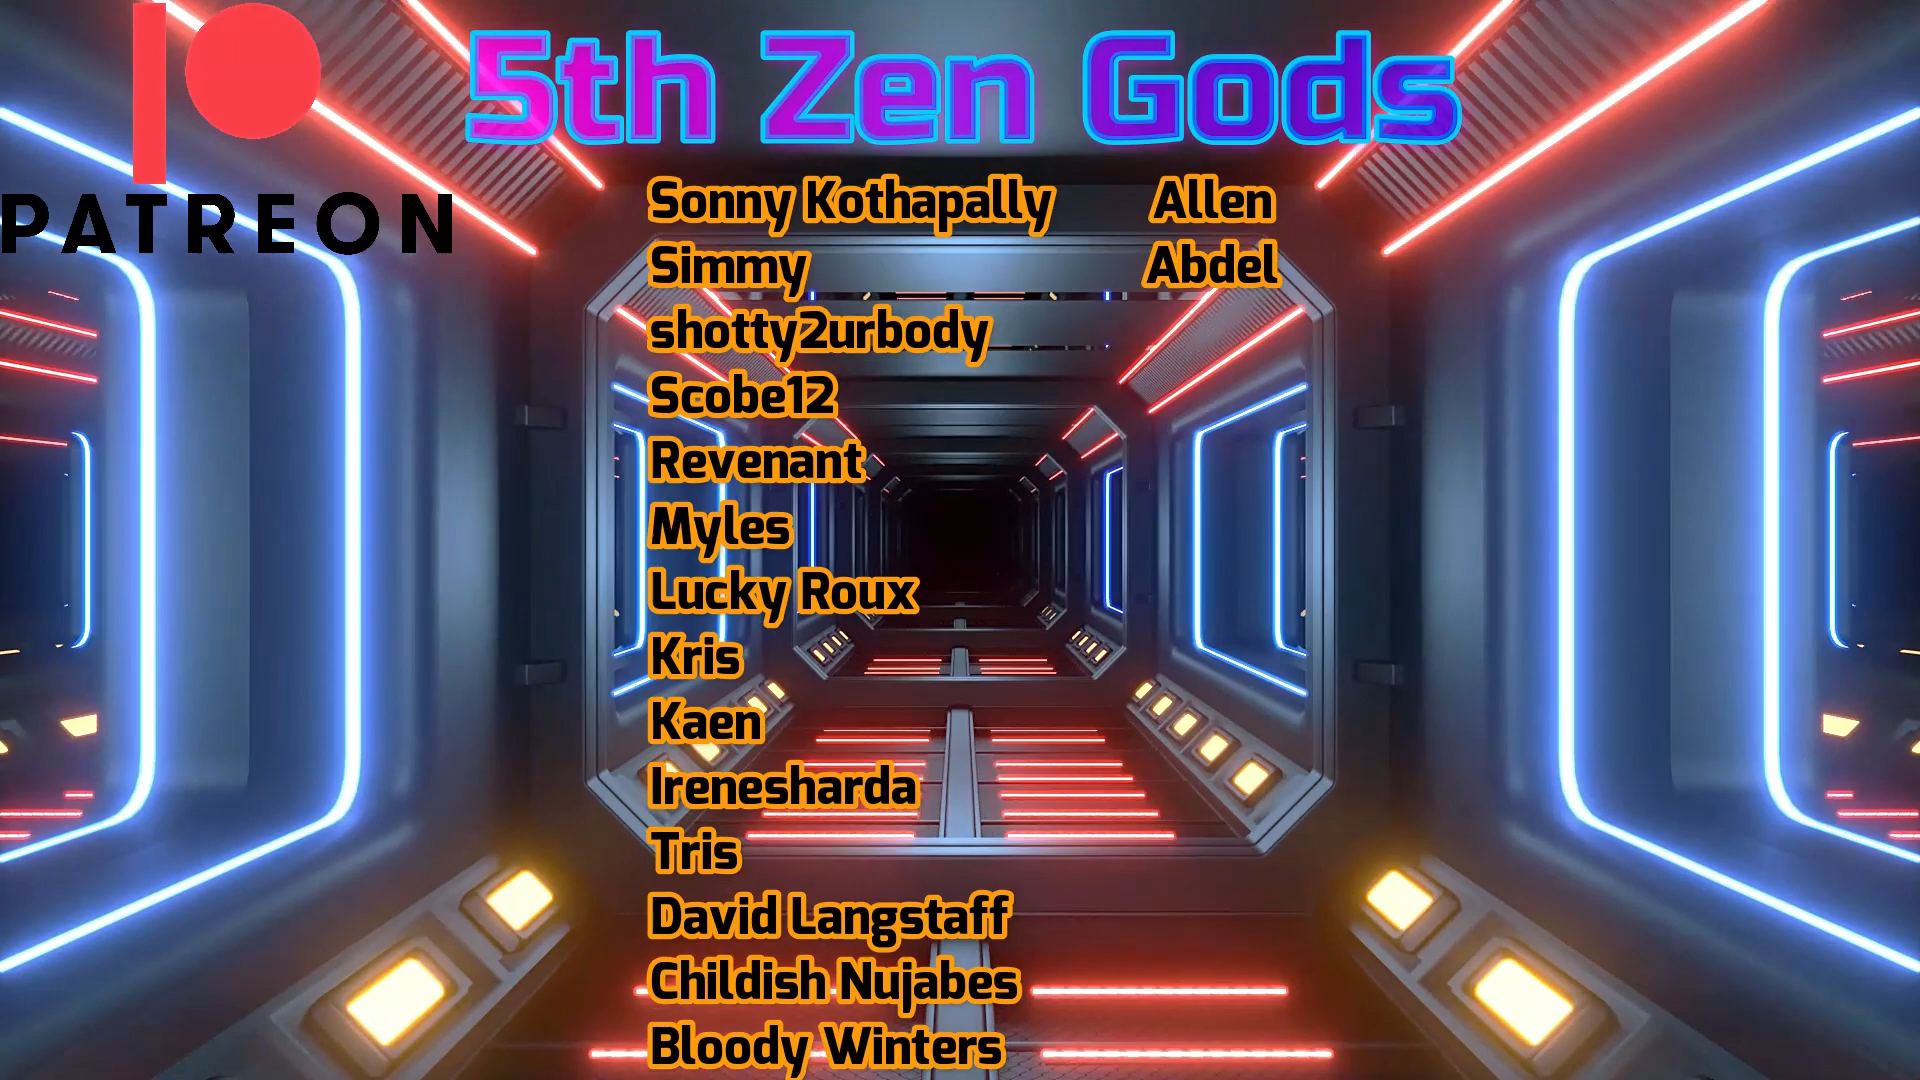 PATREON
5th Zen Gods
Sonny Kothapally
Simmy
shotty2urbody
Scobe12
Revenant
Myles
Lucky Roux
Kris
Kaen
Irenesharda
Tris
David Langstaff
Childish Nujabes
Bloody Winters
Allen
Abdel